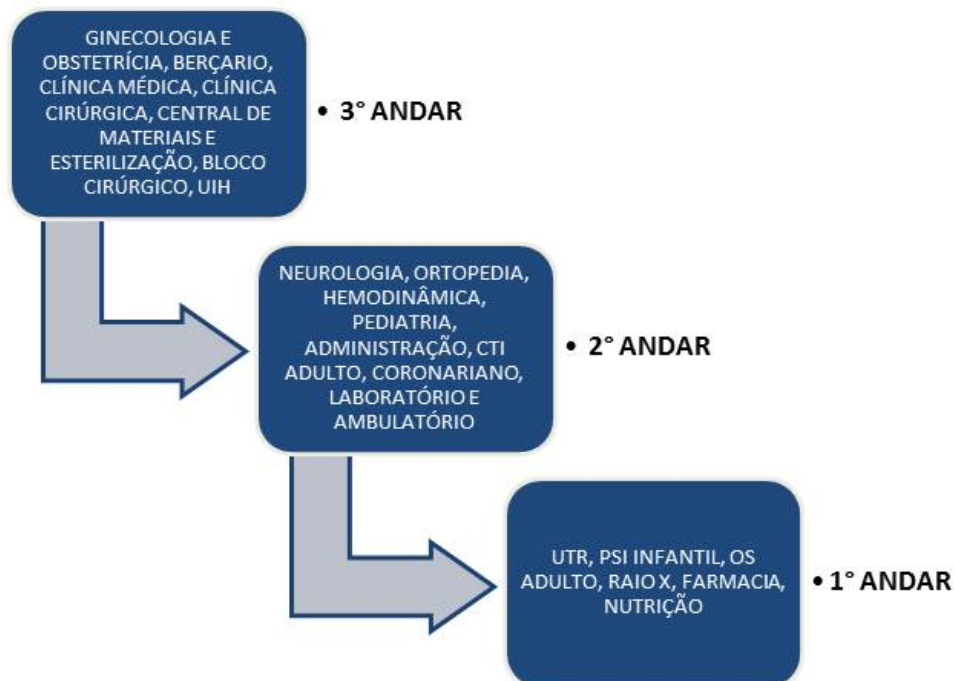 GINECOLOGIA E
OBSTETRÍCIA, BERÇARIO,
CLÍNICA MÉDICA, CLÍNICA
CIRÚRGICA, CENTRAL DE
MATERIAIS E
ESTERILIZAÇÃO, BLOCO
CIRÚRGICO, UIH
• 3° ANDAR
NEUROLOGIA, ORTOPEDIA,
HEMODINÂMICA,
PEDIATRIA,
ADMINISTRAÇÃO, CTI
ADULTO, CORONARIANO,
LABORATÓRIO E
AMBULATÓRIO
• 2° ANDAR
UTR, PSI INFANTIL, OS
ADULTO, RAIO X, FARMACIA,
NUTRIÇÃO
• 1° ANDAR